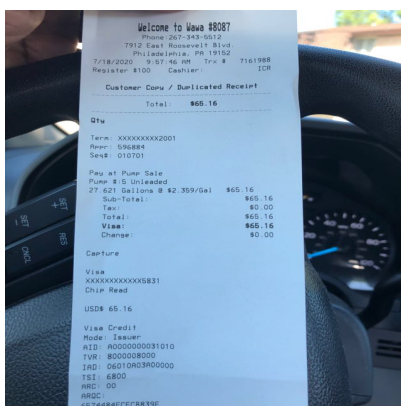 Welcome to Wawa #8087
Phone 267-343-5512
7912 East Roosevelt Blvd.
Philadelphia, PA 19152
7/18/2020 9:57:46 AM Trx # 7161988
Register #100 Cashier: ICR
Customer Copy / Duplicated Receipt
Total: $65.16
Qty
Term: XXXXXXXXX2001
Appr: 596884
Seq#: 010701
Pay at Pump Sale
Pump #:5 Unleaded
27.621 Gallons @ $2.359/Gal $65.16
Sub-Total: $65.16
Tax: $0.00
Total: $65.16
Visa: $65.16
Change: $0.00
Capture
Visa
XXXXXXXXXXXX5831
Chip Read
USD$ 65.16
Visa Credit
Mode: Issuer
AID: A0000000031010
TVR: 8000008000
IAD: 06010A03A00000
TSI: 6800
ARC: 00
ARQC:
SET +
SET -
RES
CNCL